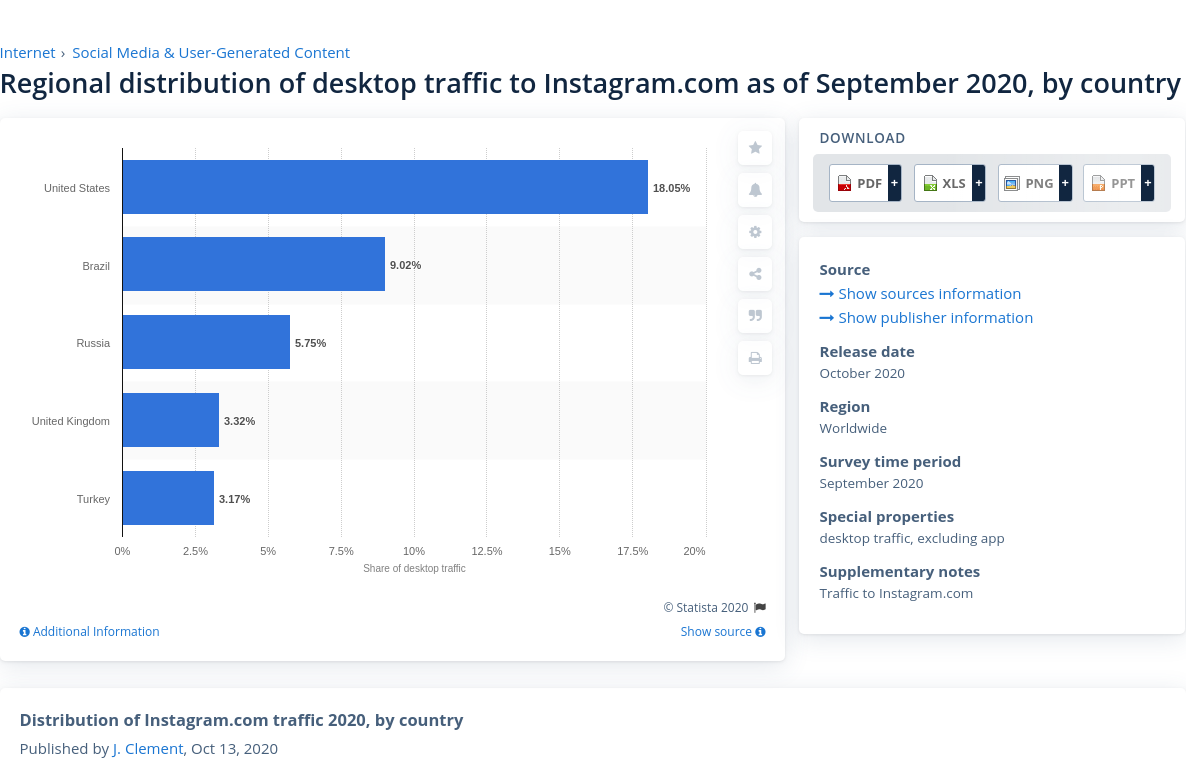 Internet › Social Media & User-Generated Content
Regional distribution of desktop traffic to Instagram.com as of September 2020, by country
United States
18.05%
Brazil
9.02%
Russia
5.75%
United Kingdom
3.32%
Turkey
3.17%
0% 2.5% 5% 7.5% 10% 12.5% 15% 17.5% 20%
Share of desktop traffic
© Statista 2020
Additional Information
Show source
DOWNLOAD
PDF + XLS + PNG + PPT +
Source
Show sources information
Show publisher information
Release date
October 2020
Region
Worldwide
Survey time period
September 2020
Special properties
desktop traffic, excluding app
Supplementary notes
Traffic to Instagram.com
Distribution of Instagram.com traffic 2020, by country
Published by J. Clement, Oct 13, 2020